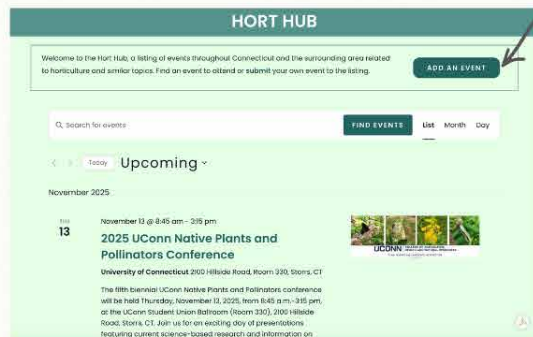 HORT HUB
Welcome to the Hort Hub, a listing of events throughout Connecticut and the surrounding area related
to horticulture and similar topics. Find an event to attend or submit your own event to the listing.
ADD AN EVENT
Search for events
FIND EVENTS List Month Day
Today Upcoming
November 2025
THU
13
November 13 @ 8:45 am - 3:15 pm
2025 UConn Native Plants and
Pollinators Conference
University of Connecticut 2100 Hillside Road, Room 330, Storrs, CT
The fifth biennial UConn Native Plants and Pollinators conference
will be held Thursday, November 13, 2025, from 8:45 a.m.-3:15 pm,
at the UConn Student Union Ballroom (Room 330), 2100 Hillside
Road, Storrs, CT. Join us for an exciting day of presentations
featuring current science-based research and information on
UCONN